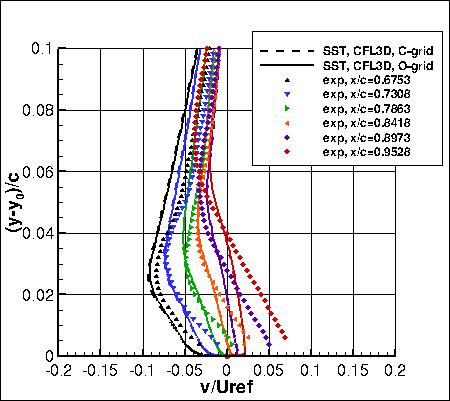 SST, CFL3D, C-grid
SST, CFL3D, O-grid
exp, x/c=0.6753
exp, x/c=0.7308
exp, x/c=0.7863
exp, x/c=0.8418
exp, x/c=0.8973
exp, x/c=0.9528
(y-y0)/c
0.1
0.08
0.06
0.04
0.02
0
-0.2 -0.15 -0.1 -0.05 0 0.05 0.1 0.15 0.2
v/Uref